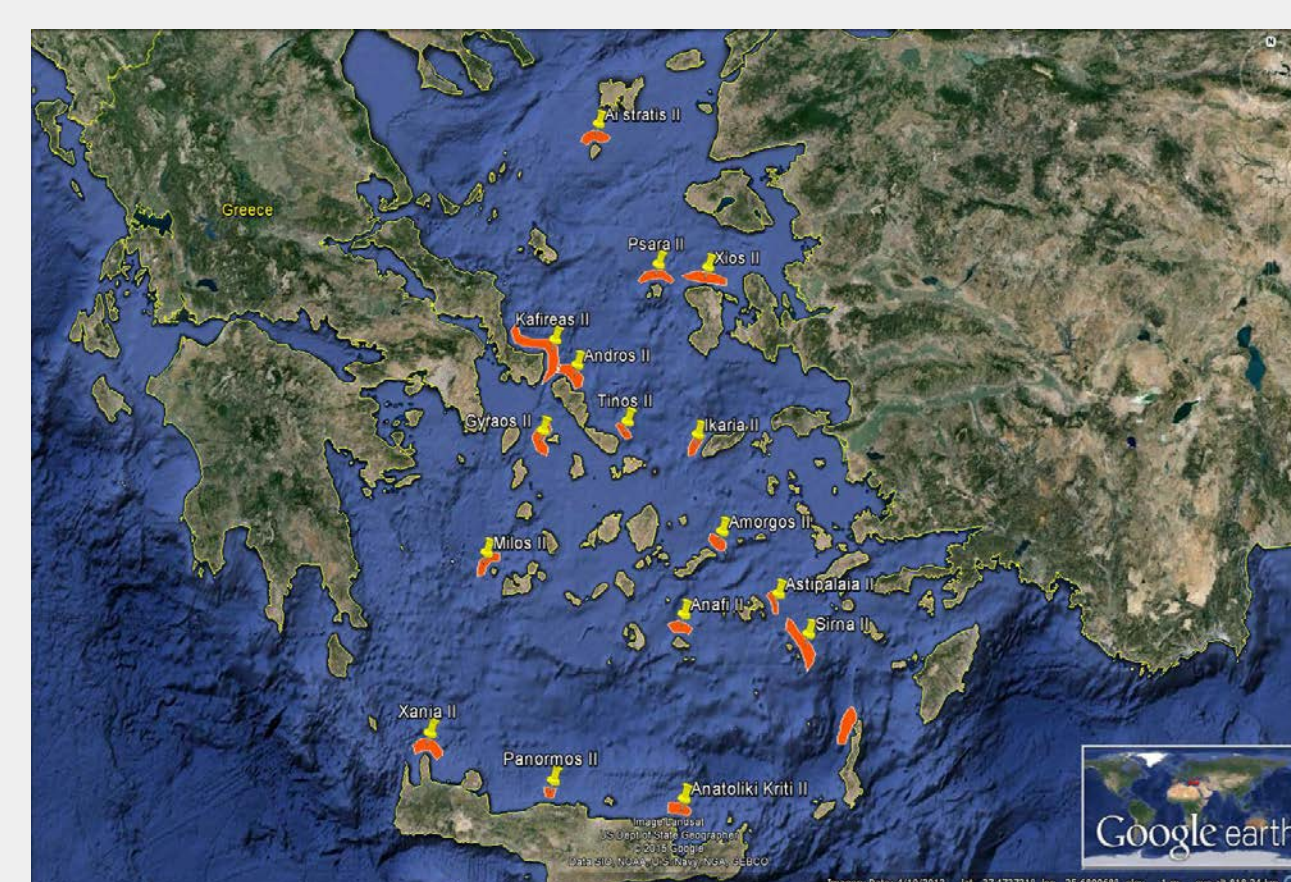 N
Ai stratis II
Greece
Psara II
Xios II
Kafireas II
Andros II
Tinos II
Gyraos II
Ikaria II
Amorgos II
Milos II
Astipalaia II
Anafi II
Sirna II
Xania II
Panormos II
Anatoliki Kriti II
Image Landsat
US Dept of State Geographer
© 2015 Google
Data SIO, NOAA, U.S. Navy, NGA, GEBCO
Google earth